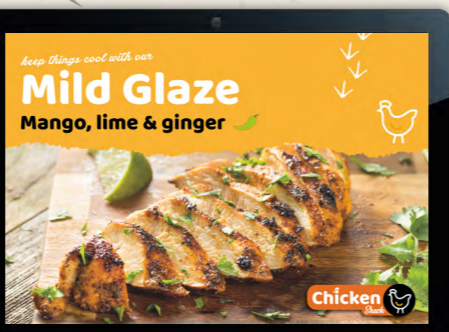 keep things cool with our
Mild Glaze
Mango, lime & ginger
Chicken
Shack